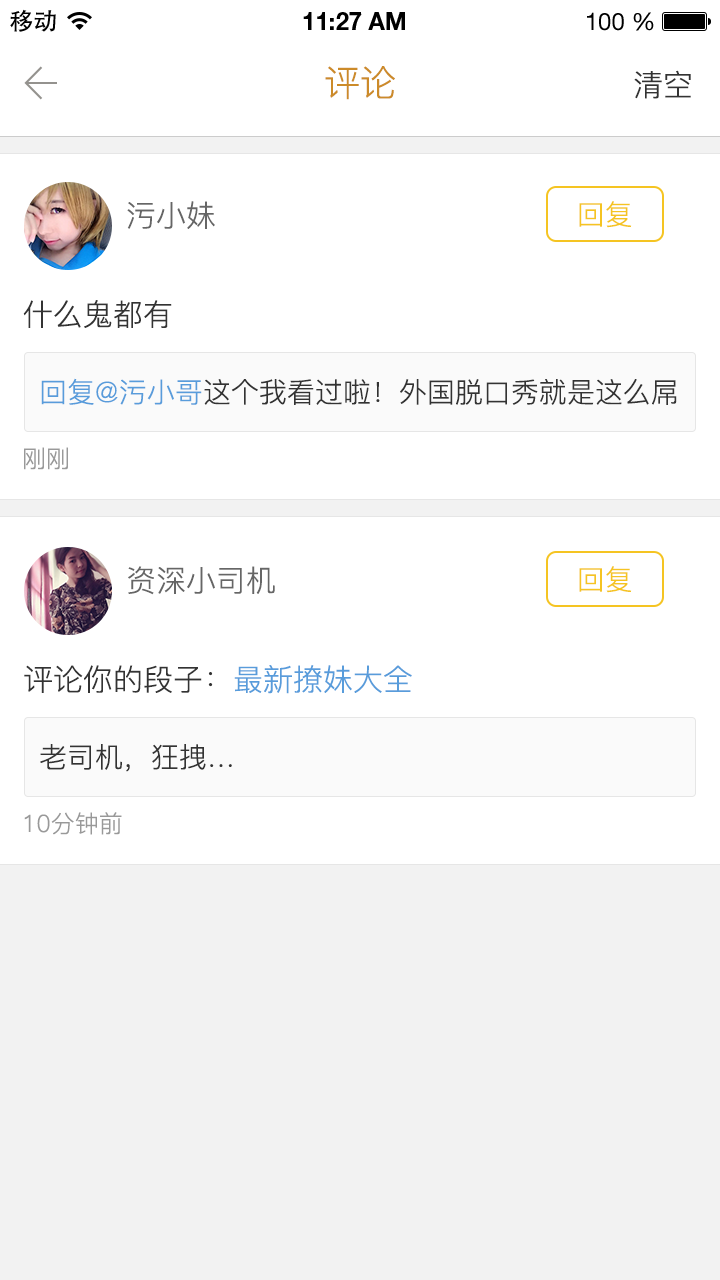 移动 11:27 AM 100 %
评论 清空
污小妹 回复
什么鬼都有
回复@污小哥这个我看过啦！外国脱口秀就是这么屌
刚刚
资深小司机 回复
评论你的段子：最新撩妹大全
老司机，狂拽...
10分钟前